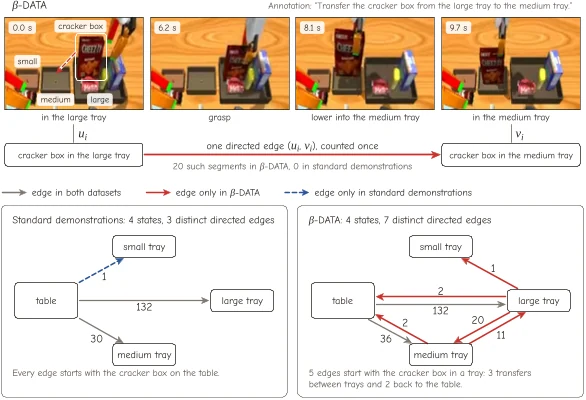 β-DATA
Annotation: "Transfer the cracker box from the large tray to the medium tray."
0.0 s
cracker box
small
medium
large
6.2 s
8.1 s
9.7 s
in the large tray
grasp
lower into the medium tray
in the medium tray
uᵢ
vᵢ
cracker box in the large tray
one directed edge (uᵢ, vᵢ), counted once
20 such segments in β-DATA, 0 in standard demonstrations
cracker box in the medium tray
edge in both datasets
edge only in β-DATA
edge only in standard demonstrations
Standard demonstrations: 4 states, 3 distinct directed edges
small tray
1
table
132
large tray
30
medium tray
Every edge starts with the cracker box on the table.
β-DATA: 4 states, 7 distinct directed edges
small tray
1
2
table
132
large tray
36
2
20
11
medium tray
5 edges start with the cracker box in a tray: 3 transfers
between trays and 2 back to the table.